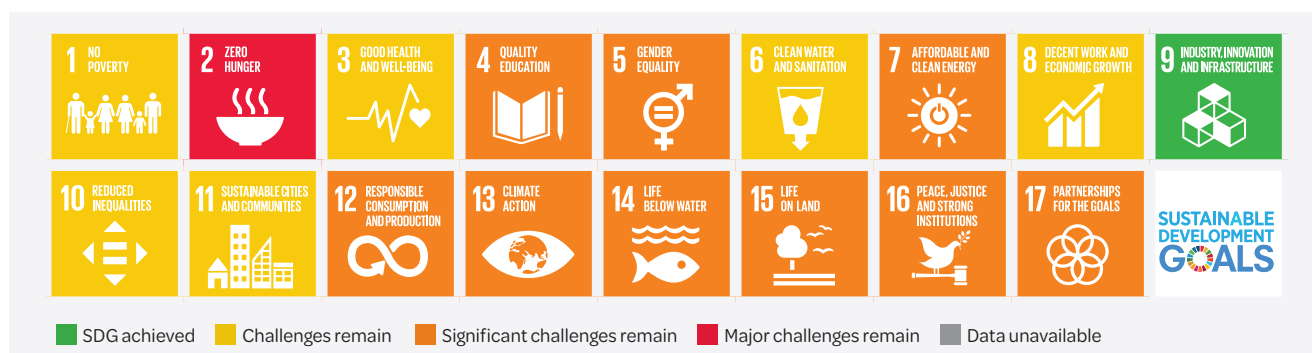 1 NO
POVERTY
2 ZERO
HUNGER
3 GOOD HEALTH
AND WELL-BEING
4 QUALITY
EDUCATION
5 GENDER
EQUALITY
6 CLEAN WATER
AND SANITATION
7 AFFORDABLE AND
CLEAN ENERGY
8 DECENT WORK AND
ECONOMIC GROWTH
9 INDUSTRY, INNOVATION
AND INFRASTRUCTURE
10 REDUCED
INEQUALITIES
11 SUSTAINABLE CITIES
AND COMMUNITIES
12 RESPONSIBLE
CONSUMPTION
AND PRODUCTION
13 CLIMATE
ACTION
14 LIFE
BELOW WATER
15 LIFE
ON LAND
16 PEACE, JUSTICE
AND STRONG
INSTITUTIONS
17 PARTNERSHIPS
FOR THE GOALS
SUSTAINABLE
DEVELOPMENT
GOALS
SDG achieved Challenges remain Significant challenges remain Major challenges remain Data unavailable